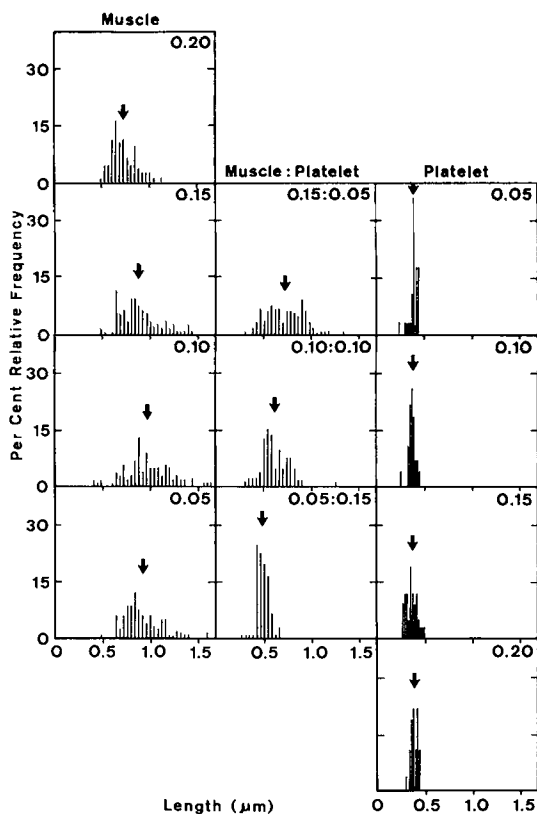 Muscle
0.20
30
15
0
Muscle : Platelet
Platelet
0.15
0.15:0.05
0.05
30
15
0
0.10
0.10:0.10
0.10
30
15
0
0.05
0.05:0.15
0.15
30
15
0
0 0.5 1.0 1.5
0.5 1.0 1.5
0.20
0 0.5 1.0 1.5
Per Cent Relative Frequency
Length (μm)